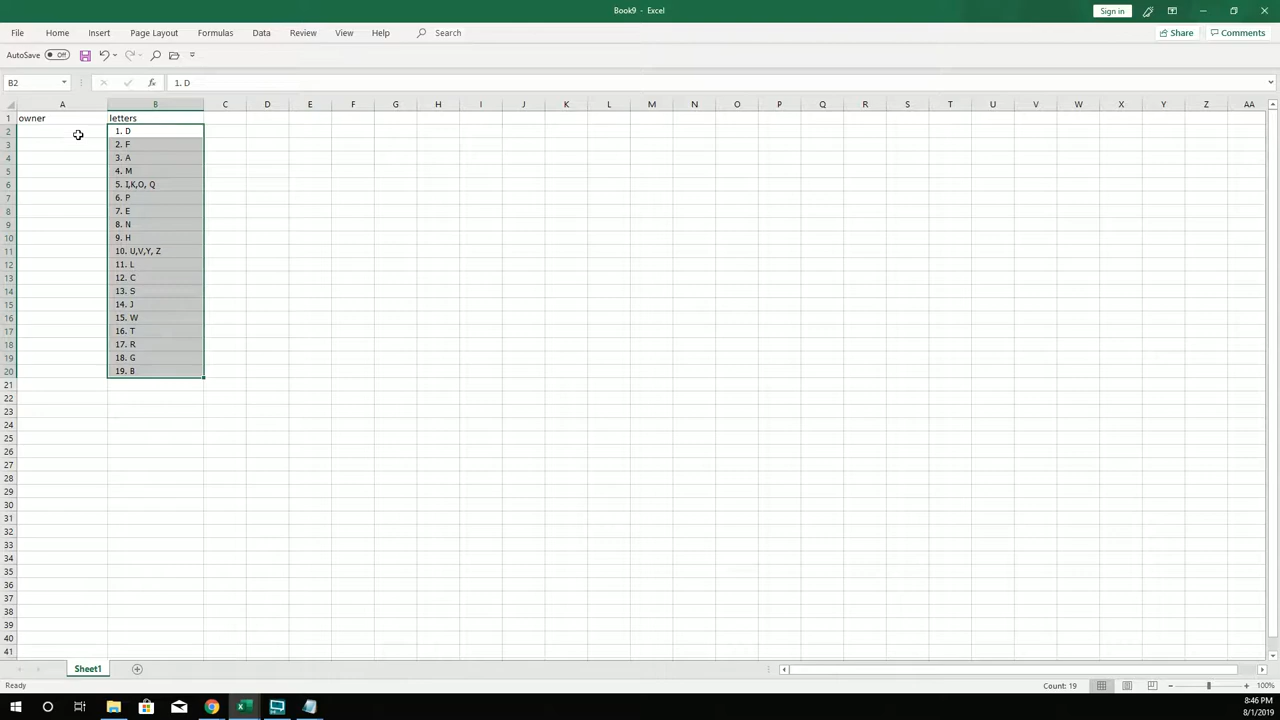 Book9 - Excel
Sign in
File Home Insert Page Layout Formulas Data Review View Help Search
Share Comments
AutoSave Off
B2 fx 1. D
A B C D E F G H I J K L M N O P Q R S T U V W X Y Z AA
1 owner letters
2 1. D
3 2. F
4 3. A
5 4. M
6 5. I,K,O, Q
7 6. P
8 7. E
9 8. N
10 9. H
11 10. U,V,Y, Z
12 11. L
13 12. C
14 13. S
15 14. J
16 15. W
17 16. T
18 17. R
19 18. G
20 19. B
21
22
23
24
25
26
27
28
29
30
31
32
33
34
35
36
37
38
39
40
41
Sheet1
Ready Count: 19 100%
8:46 PM
8/1/2019